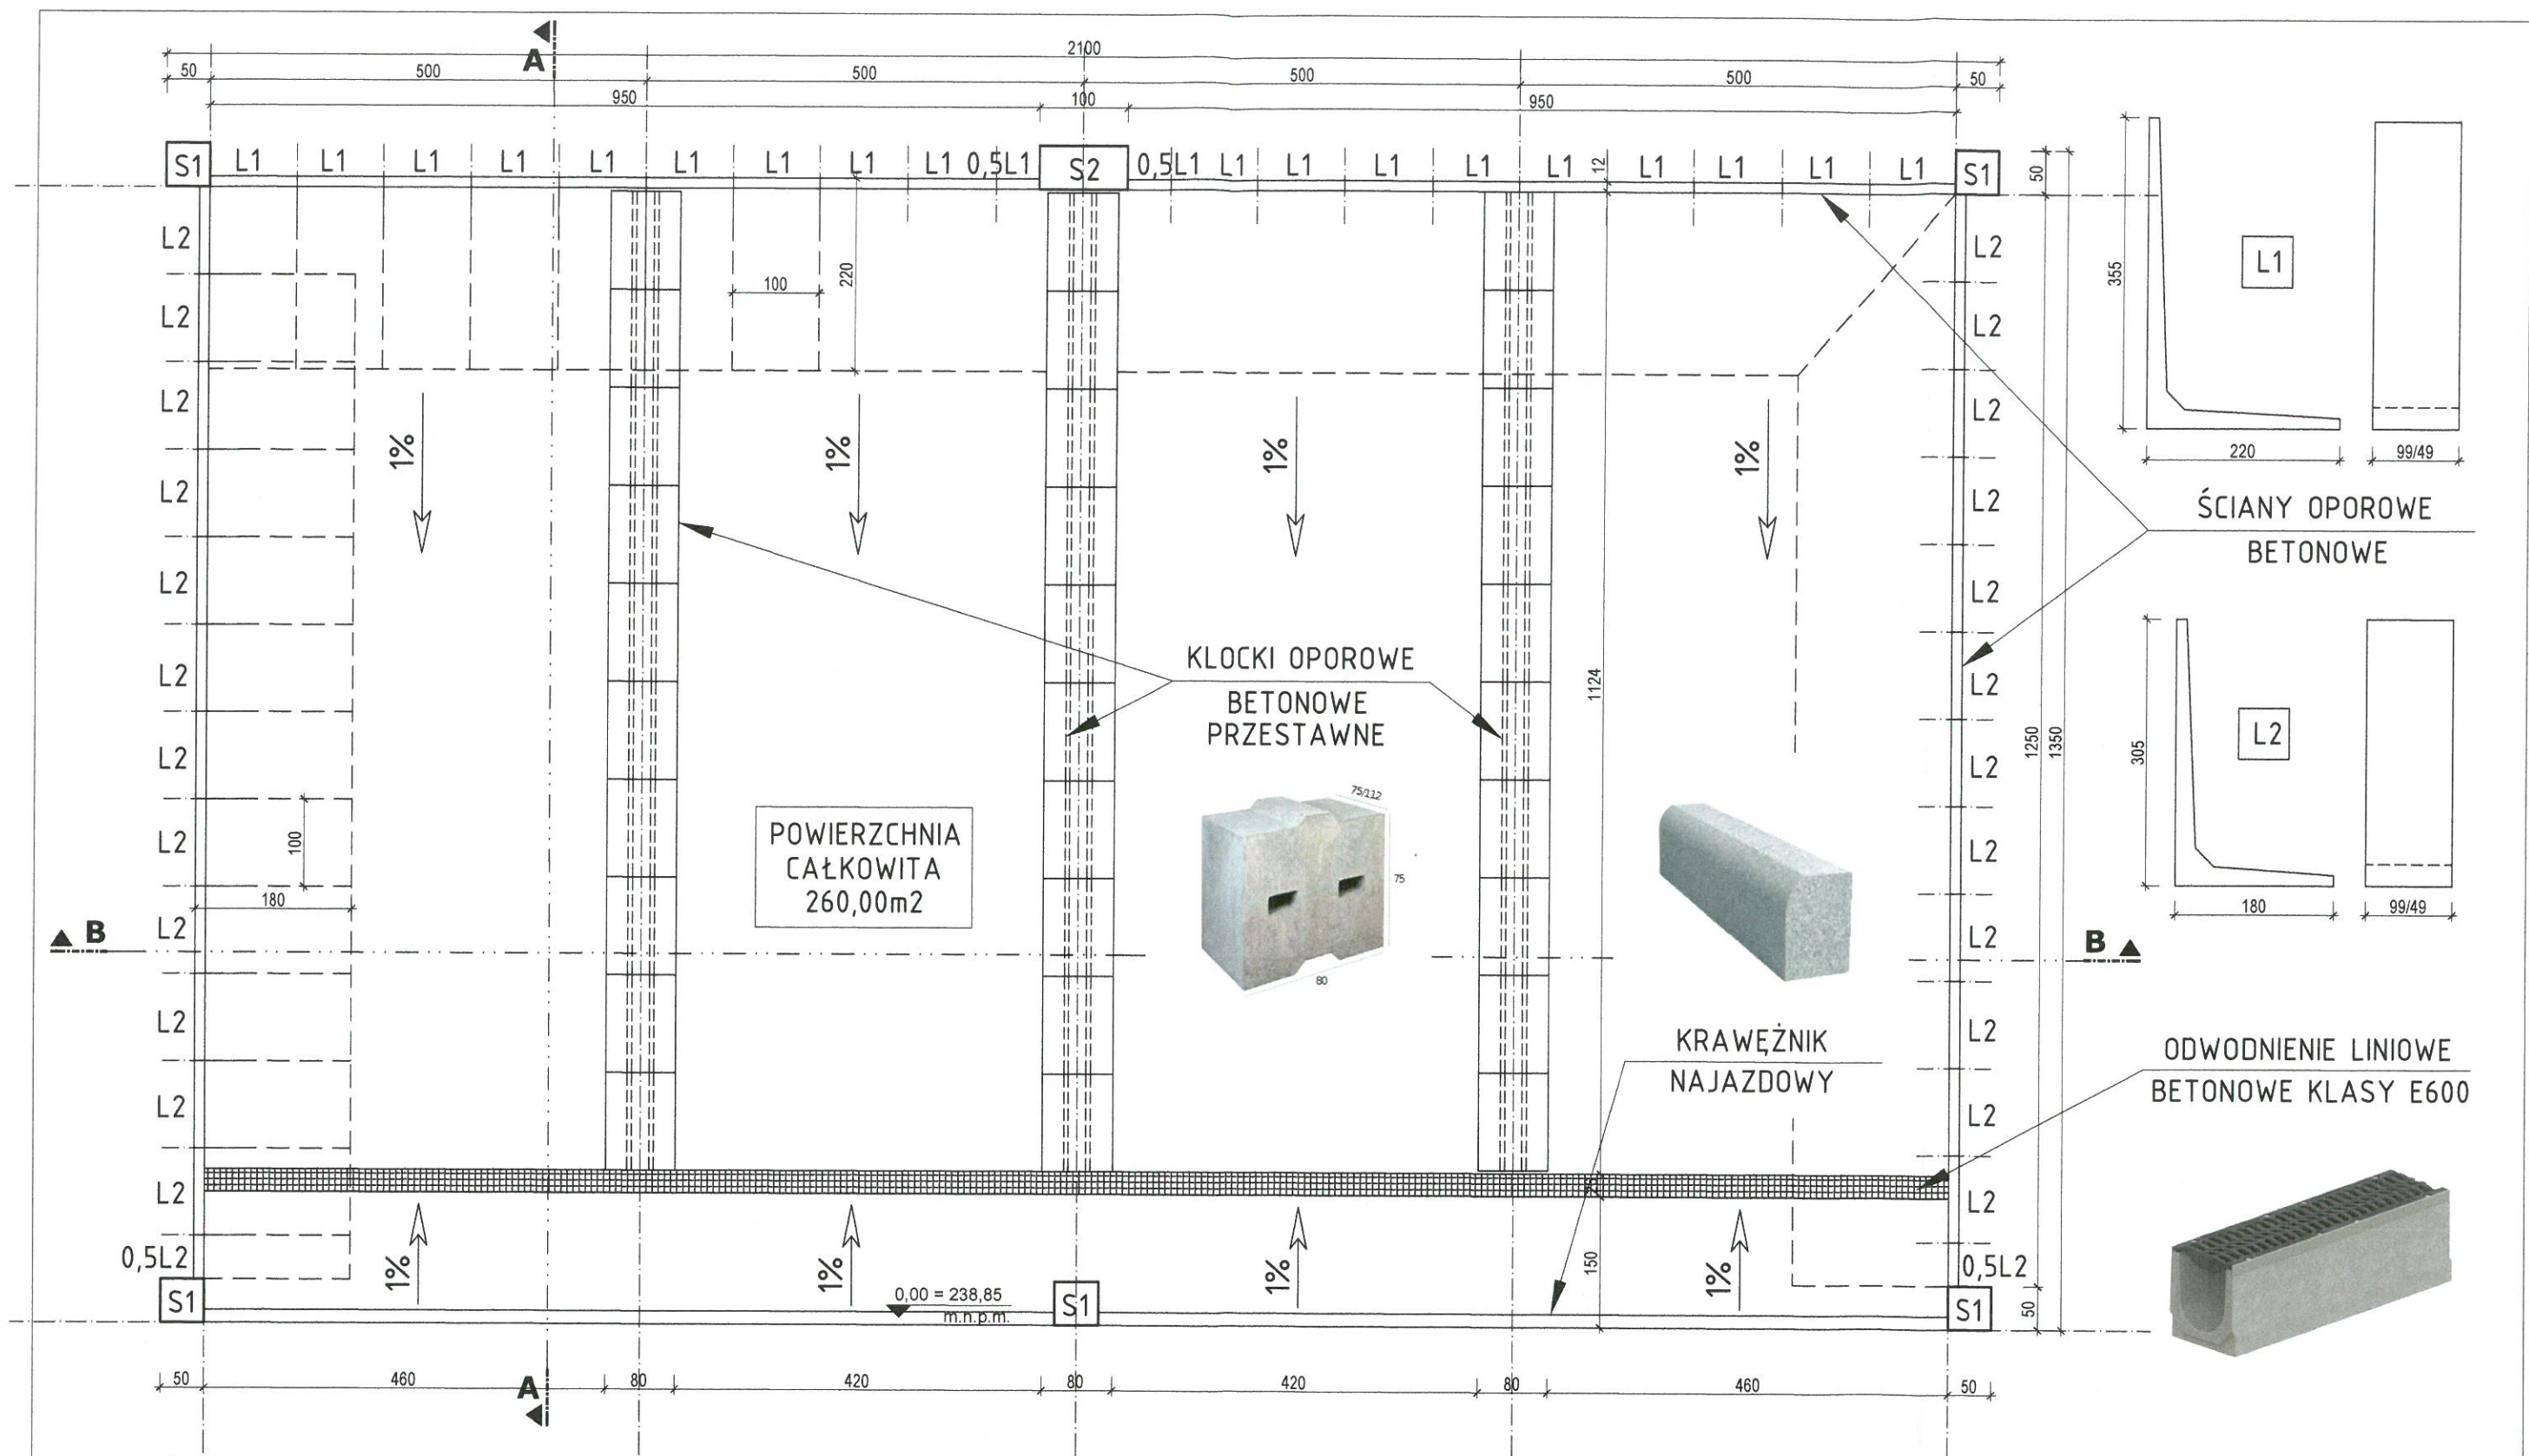 A
2100
50 500 500 500 500 50
950 100 950
S1 L1 L1 L1 L1 L1 L1 L1 L1 L1 0,5L1 S2 0,5L1 L1 L1 L1 L1 L1 L1 L1 L1 L1 S1
12
50
L2
L2
L2
L2
L2
L2
L2
L2
L2
L2
L2
L2
0,5L2
S1
100
220
1%
1%
1%
1%
100
180
POWIERZCHNIA
CAŁKOWITA
260,00m2
KLOCKI OPOROWE
BETONOWE
PRZESTAWNE
75/112
75
80
1124
KRAWĘŻNIK
NAJAZDOWY
B
B
1%
1%
1%
1%
150
0,00 = 238,85
m.n.p.m.
S1
L2
L2
L2
L2
L2
L2
L2
L2
L2
L2
L2
L2
0,5L2
S1
1250
1350
50
355
L1
220
99/49
ŚCIANY OPOROWE
BETONOWE
305
L2
180
99/49
ODWODNIENIE LINIOWE
BETONOWE KLASY E600
50 460 80 420 80 420 80 460 50
A